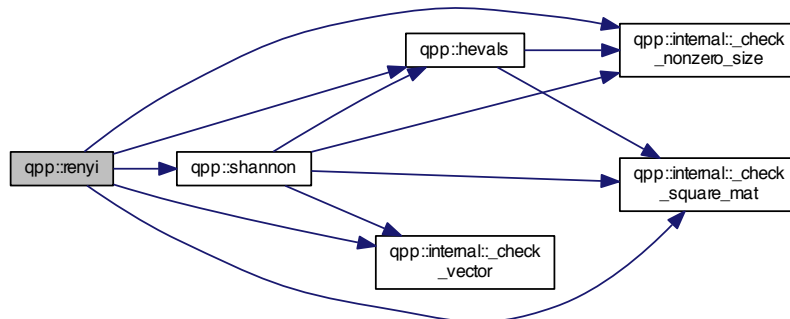 qpp::hevals
qpp::internal::_check
_nonzero_size
qpp::renyi
qpp::shannon
qpp::internal::_check
_square_mat
qpp::internal::_check
_vector